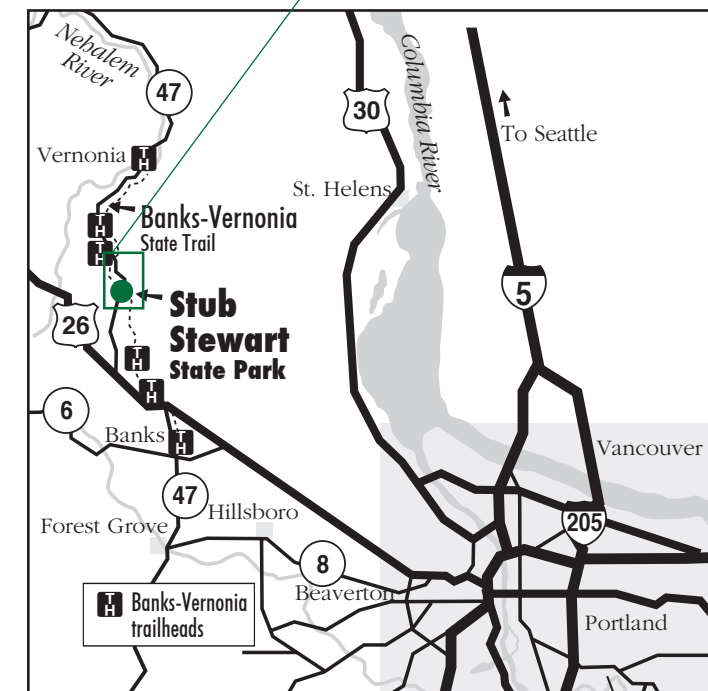 Nehalem
River
47
Vernonia
T
H
30
Columbia River
To Seattle
St. Helens
T
H
Banks-Vernonia
State Trail
T
H
5
26
Stub
Stewart
State Park
T
H
T
H
6
Banks
T
H
Vancouver
47
Hillsboro
Forest Grove
205
8
Beaverton
T
H
Banks-Vernonia
trailheads
Portland